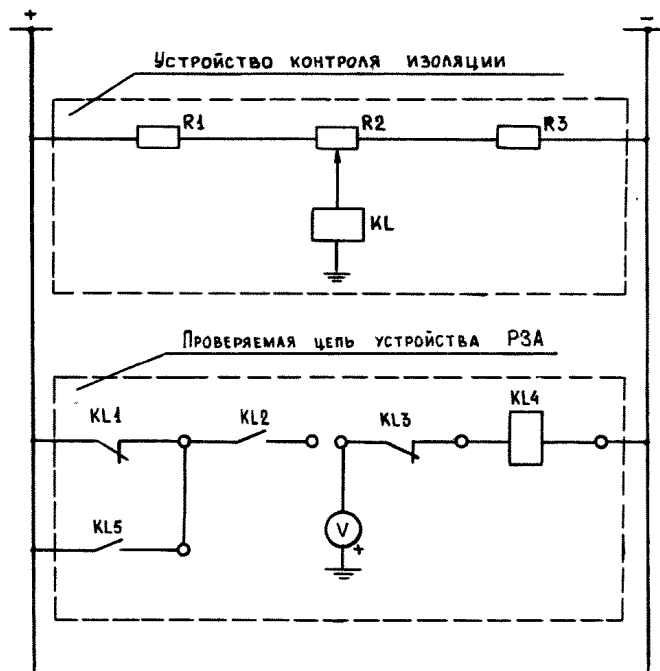 + −
Устройство контроля изоляции
R1 R2 R3
KL
Проверяемая цепь устройства РЗА
KL1 KL2 KL3 KL4
KL5 V +